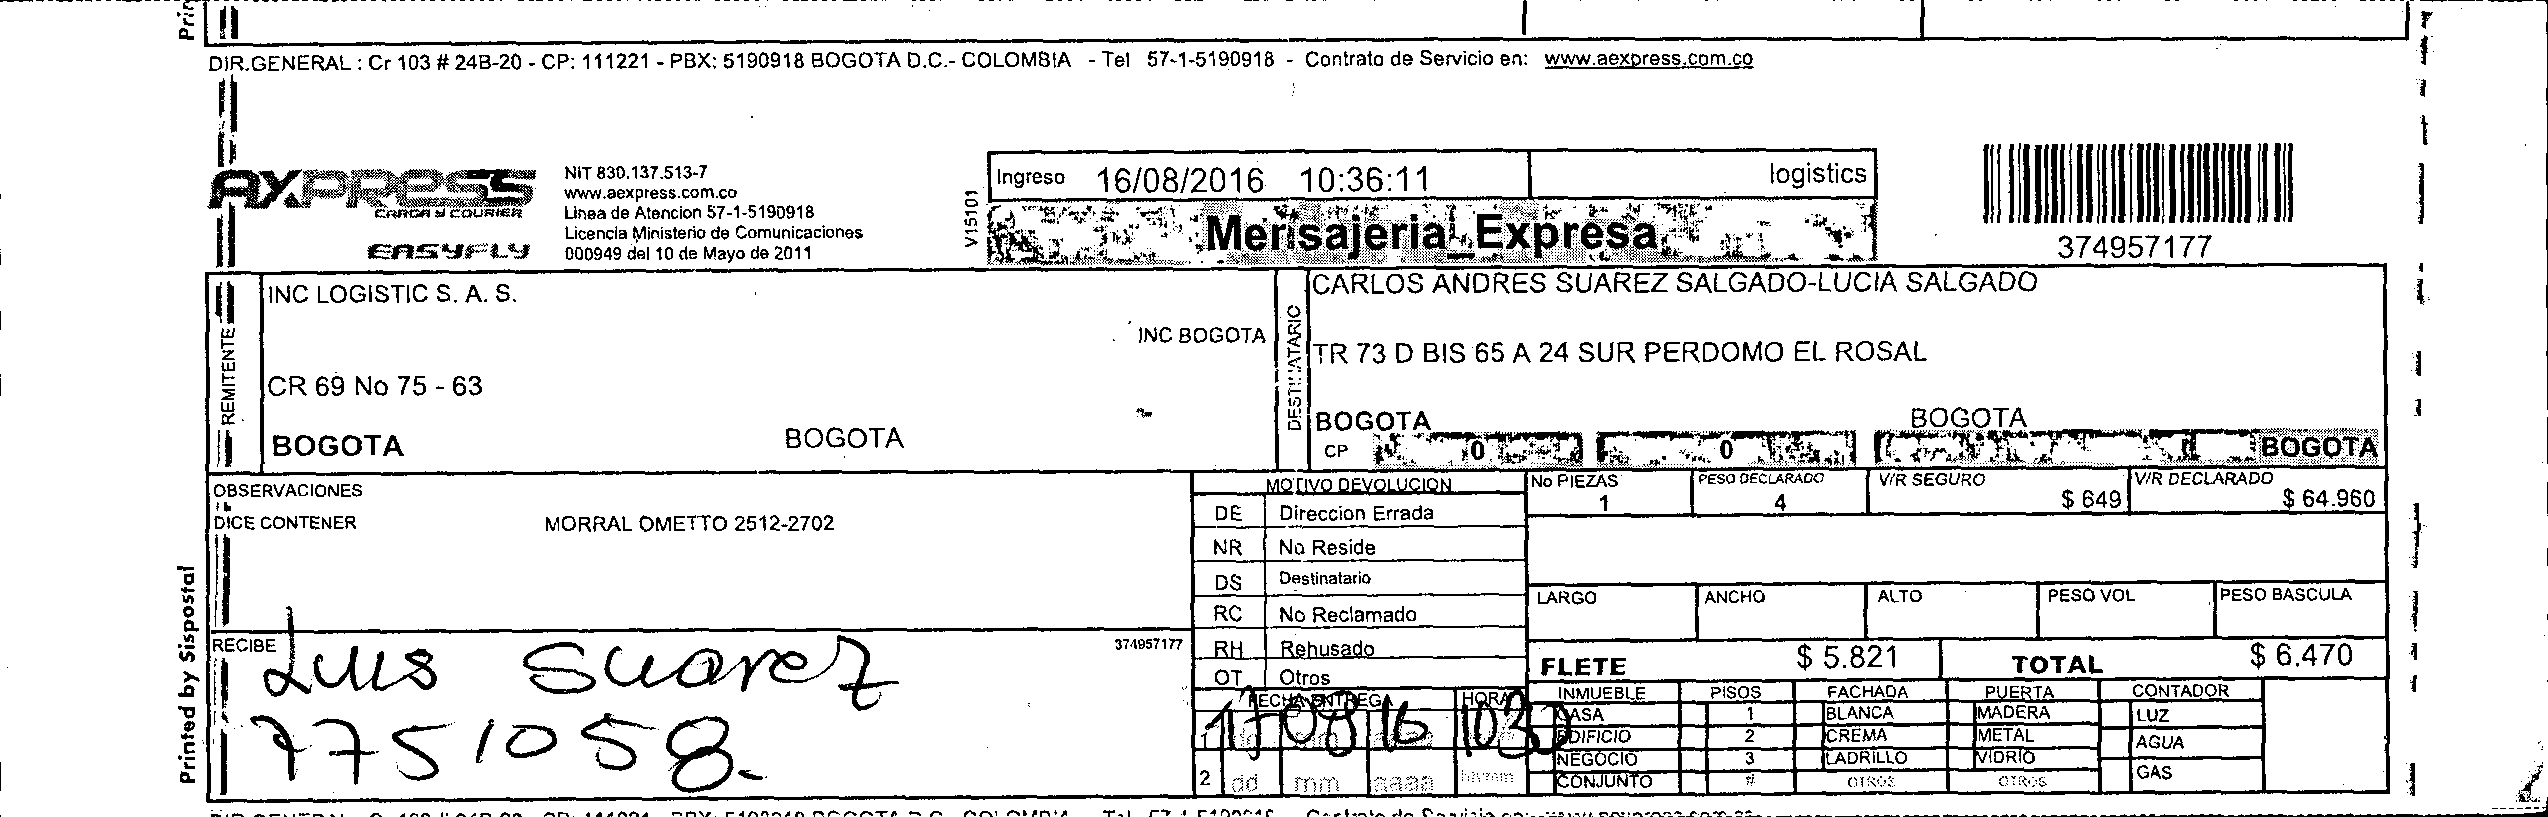 DIR.GENERAL : Cr 103 # 24B-20 - CP: 111221 - PBX: 5190918 BOGOTA D.C.- COLOMBIA - Tel 57-1-5190918 - Contrato de Servicio en: www.aexpress.com.co
AXPRESS
CARGA Y COURIER
EASYFLY
NIT 830.137.513-7
www.aexpress.com.co
Linea de Atencion 57-1-5190918
Licencia Ministerio de Comunicaciones
000949 del 10 de Mayo de 2011
V15101
Ingreso 16/08/2016 10:36:11 logistics
Mensajeria_Expresa
374957177
REMITENTE
INC LOGISTIC S. A. S.
INC BOGOTA
CR 69 No 75 - 63
BOGOTA BOGOTA
DESTINATARIO
CARLOS ANDRES SUAREZ SALGADO-LUCIA SALGADO
TR 73 D BIS 65 A 24 SUR PERDOMO EL ROSAL
BOGOTA BOGOTA
CP 0 0 BOGOTA
OBSERVACIONES
DICE CONTENER MORRAL OMETTO 2512-2702
MOTIVO DEVOLUCION
DE Direccion Errada
NR No Reside
DS Destinatario
RC No Reclamado
RH Rehusado
OT Otros
No PIEZAS PESO DECLARADO V/R SEGURO V/R DECLARADO
1 4 $ 649 $ 64.960
LARGO ANCHO ALTO PESO VOL PESO BASCULA
FLETE $ 5.821 TOTAL $ 6.470
RECIBE 374957177
Luis Suarez
7751058.
FECHA ENTREGA HORA
1 17 08 16 1030
2 dd mm aaaa hh:mm
INMUEBLE PISOS FACHADA PUERTA CONTADOR
CASA 1 BLANCA MADERA LUZ
EDIFICIO 2 CREMA METAL AGUA
NEGOCIO 3 LADRILLO VIDRIO GAS
CONJUNTO # OTROS OTROS
Printed by Sispostal